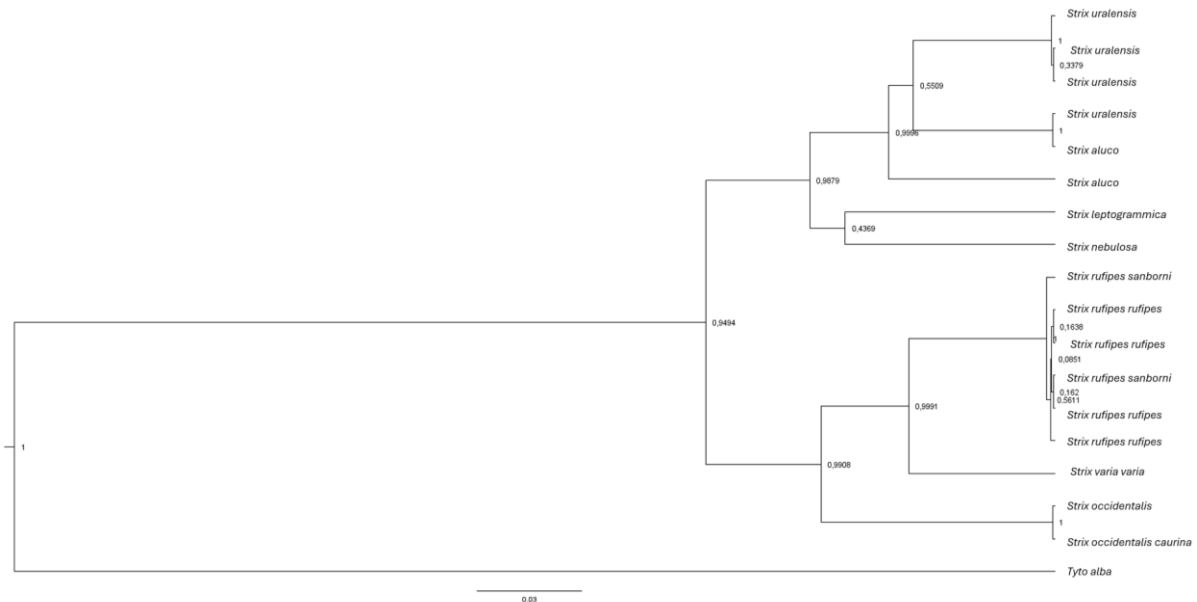 Strix uralensis
1
Strix uralensis
0,3379
Strix uralensis
0,5509
Strix uralensis
0,9996
1
Strix aluco
0,9879
Strix aluco
Strix leptogrammica
0,4369
Strix nebulosa
Strix rufipes sanborni
Strix rufipes rufipes
0,9494
0,1638
Strix rufipes rufipes
0,0851
Strix rufipes sanborni
0,162
0,5611
0,9991
Strix rufipes rufipes
Strix rufipes rufipes
1
0,9908
Strix varia varia
Strix occidentalis
1
Strix occidentalis caurina
Tyto alba
0.03